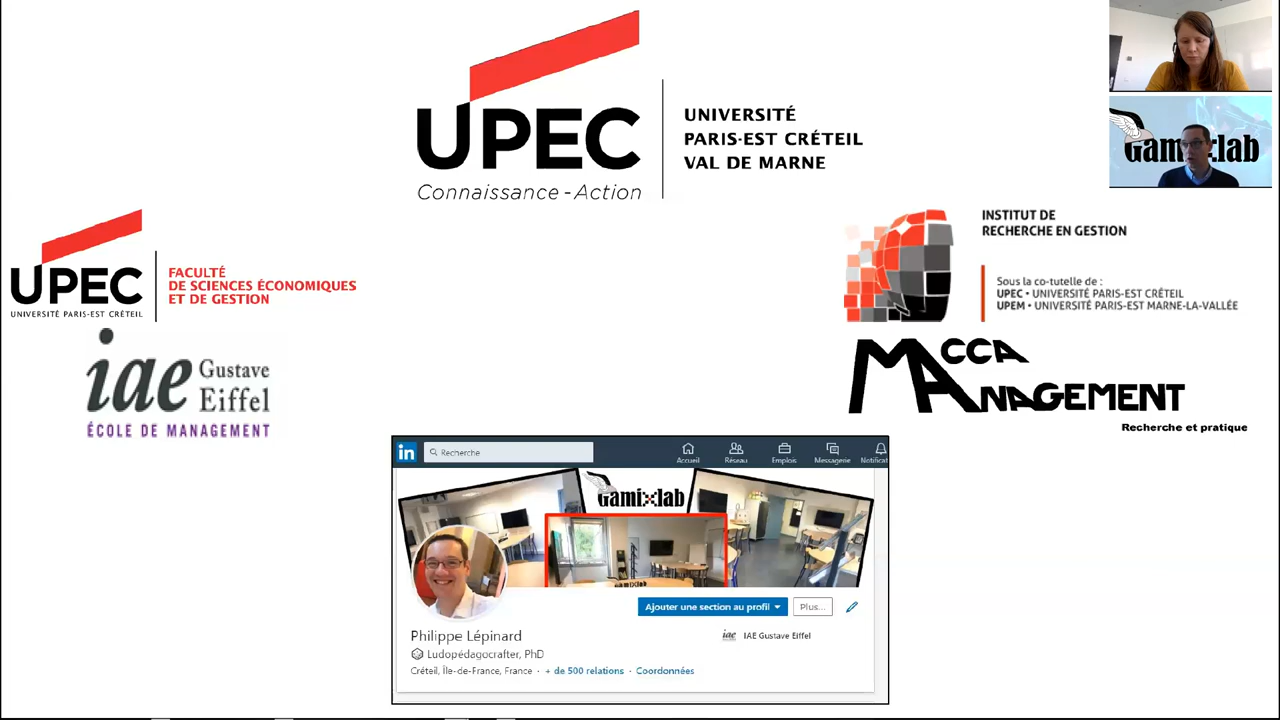 UPEC
Connaissance - Action
UNIVERSITÉ
PARIS-EST CRÉTEIL
VAL DE MARNE
Gamixlab
UPEC
UNIVERSITÉ PARIS-EST CRÉTEIL
FACULTÉ
DE SCIENCES ÉCONOMIQUES
ET DE GESTION
INSTITUT DE
RECHERCHE EN GESTION
Sous la co-tutelle de :
UPEC • UNIVERSITÉ PARIS-EST CRÉTEIL
UPEM • UNIVERSITÉ PARIS-EST MARNE-LA-VALLÉE
iae Gustave
Eiffel
ÉCOLE DE MANAGEMENT
MACCA
MANAGEMENT
Recherche et pratique
in
Recherche
Accueil
Réseau
Emplois
Messagerie
Notificat
Gamixlab
GAMIXLAB
Ajouter une section au profil
Plus...
Philippe Lépinard
iae IAE Gustave Eiffel
Ludopédagocrafter, PhD
Créteil, Île-de-France, France · + de 500 relations · Coordonnées